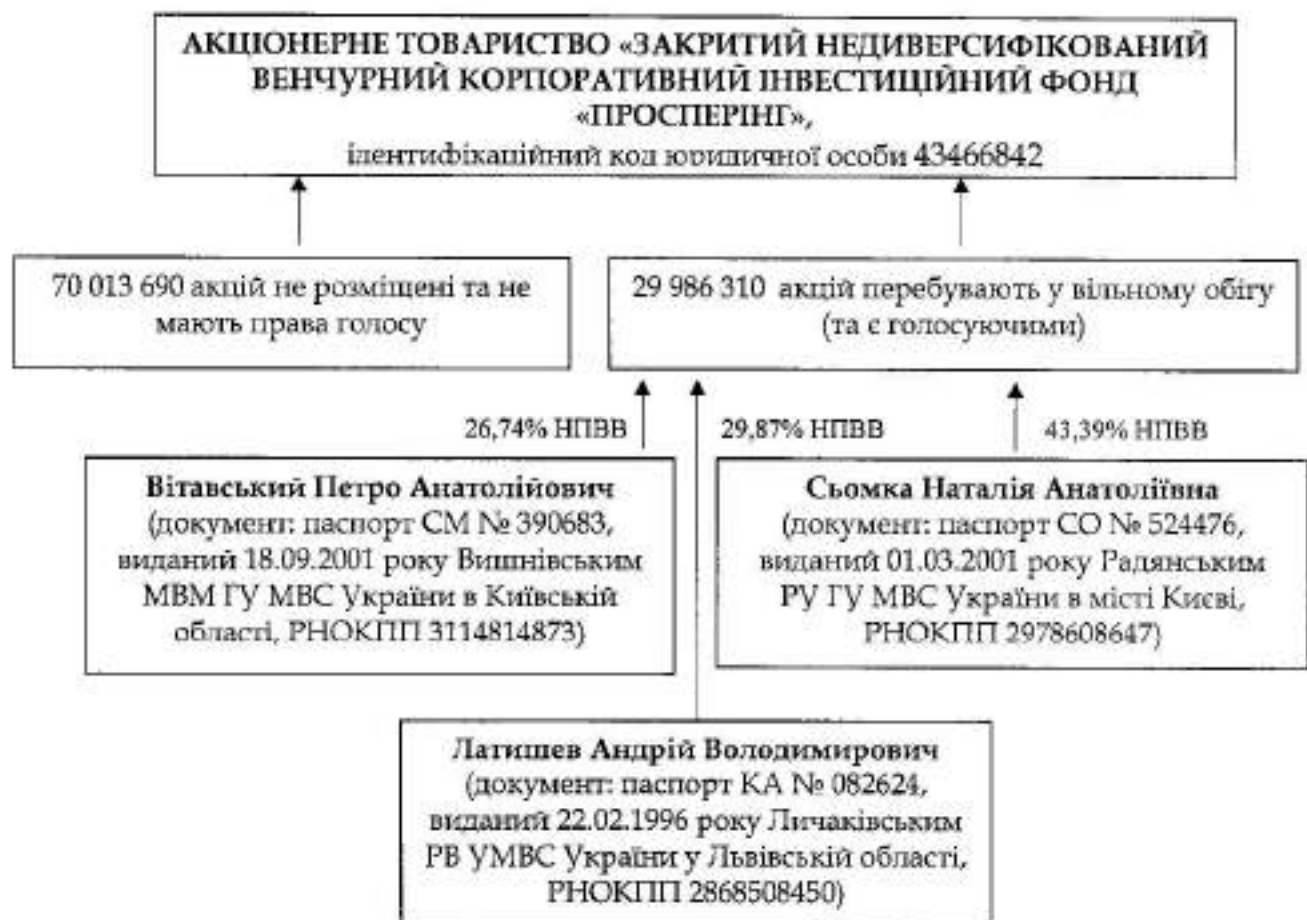 АКЦІОНЕРНЕ ТОВАРИСТВО «ЗАКРИТИЙ НЕДИВЕРСИФІКОВАНИЙ
ВЕНЧУРНИЙ КОРПОРАТИВНИЙ ІНВЕСТИЦІЙНИЙ ФОНД
«ПРОСПЕРІНГ»,
ідентифікаційний код юридичної особи 43466842
70 013 690 акцій не розміщені та не
мають права голосу
29 986 310 акцій перебувають у вільному обігу
(та є голосуючими)
26,74% НПВВ
29,87% НПВВ
43,39% НПВВ
Вітавський Петро Анатолійович
(документ: паспорт СМ № 390683,
виданий 18.09.2001 року Вишнівським
МВМ ГУ МВС України в Київській
області, РНОКПП 3114814873)
Сьомка Наталія Анатоліївна
(документ: паспорт СО № 524476,
виданий 01.03.2001 року Радянським
РУ ГУ МВС України в місті Києві,
РНОКПП 2978608647)
Латишев Андрій Володимирович
(документ: паспорт КА № 082624,
виданий 22.02.1996 року Личаківським
РВ УМВС України у Львівській області,
РНОКПП 2868508450)